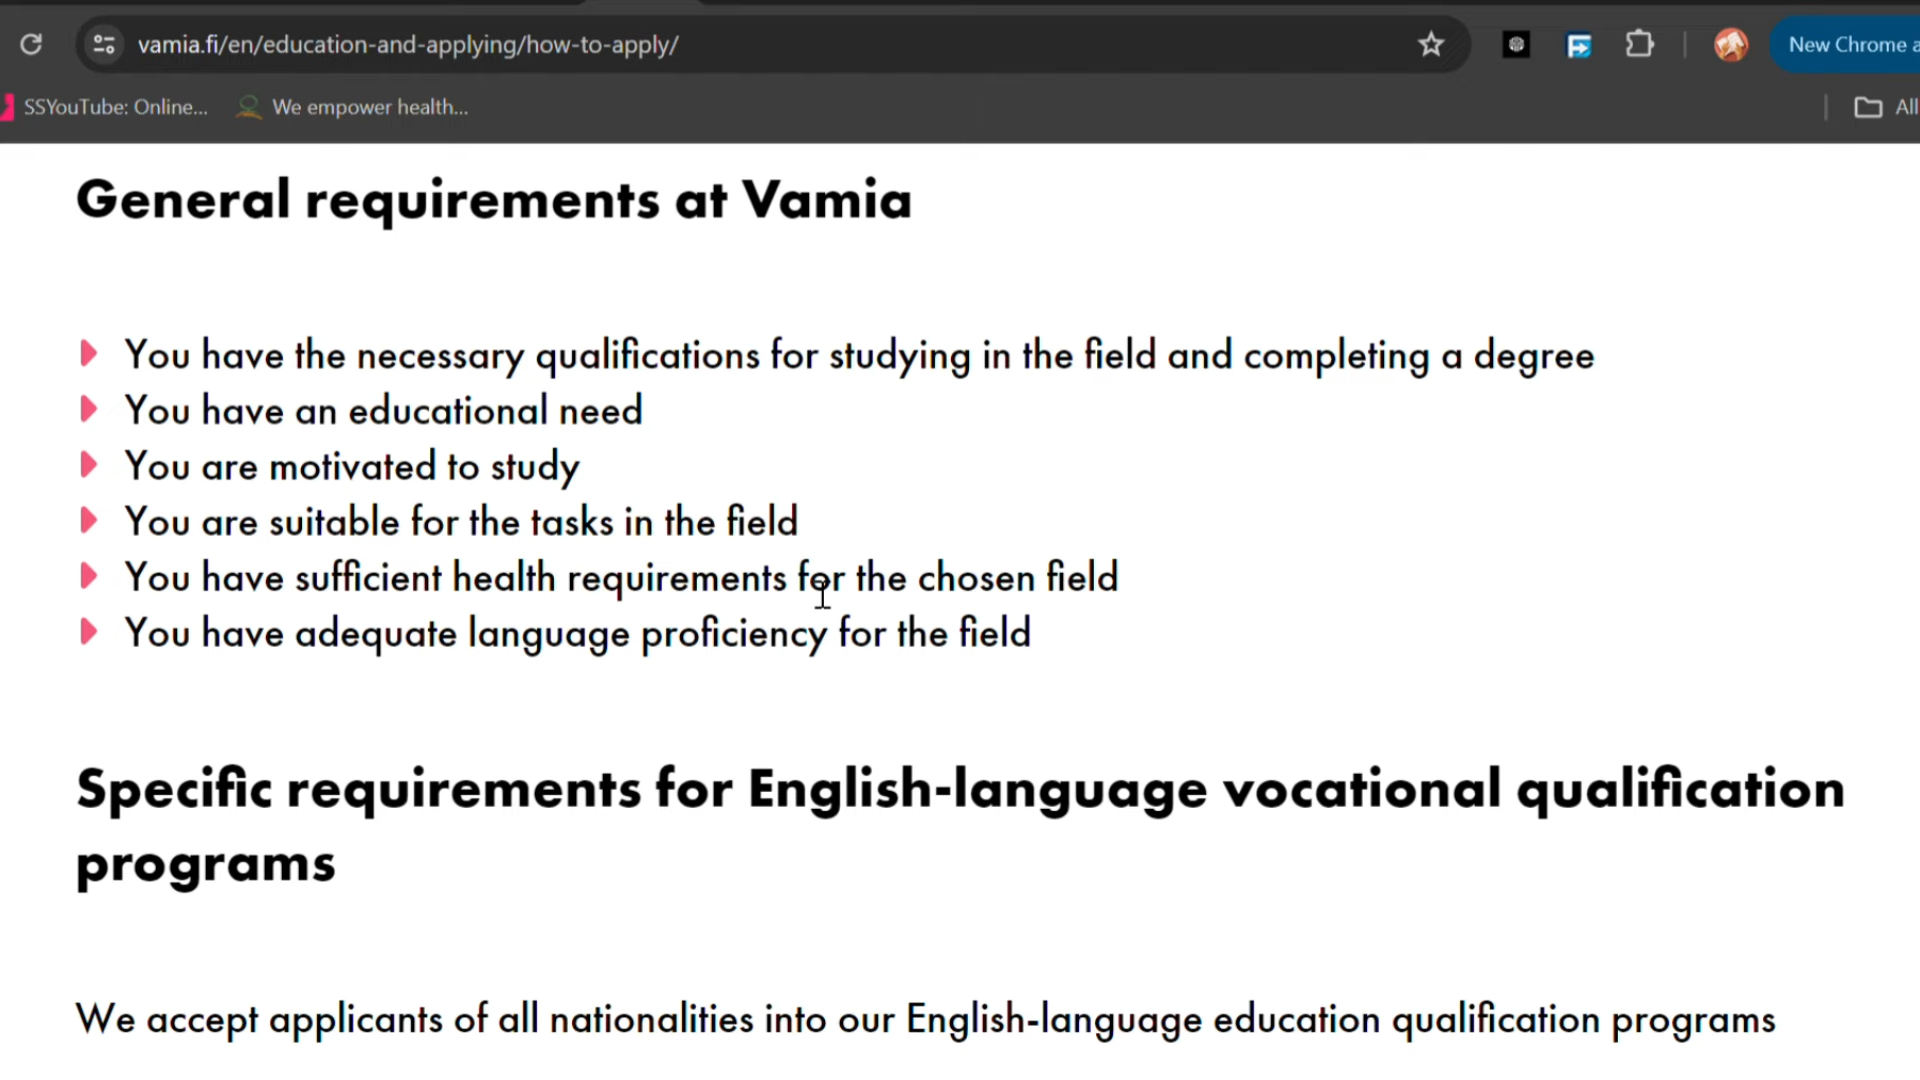 vamia.fi/en/education-and-applying/how-to-apply/
New Chrome a
SSYouTube: Online...
We empower health...
All
General requirements at Vamia
You have the necessary qualifications for studying in the field and completing a degree
You have an educational need
You are motivated to study
You are suitable for the tasks in the field
You have sufficient health requirements for the chosen field
You have adequate language proficiency for the field
Specific requirements for English-language vocational qualification
programs
We accept applicants of all nationalities into our English-language education qualification programs